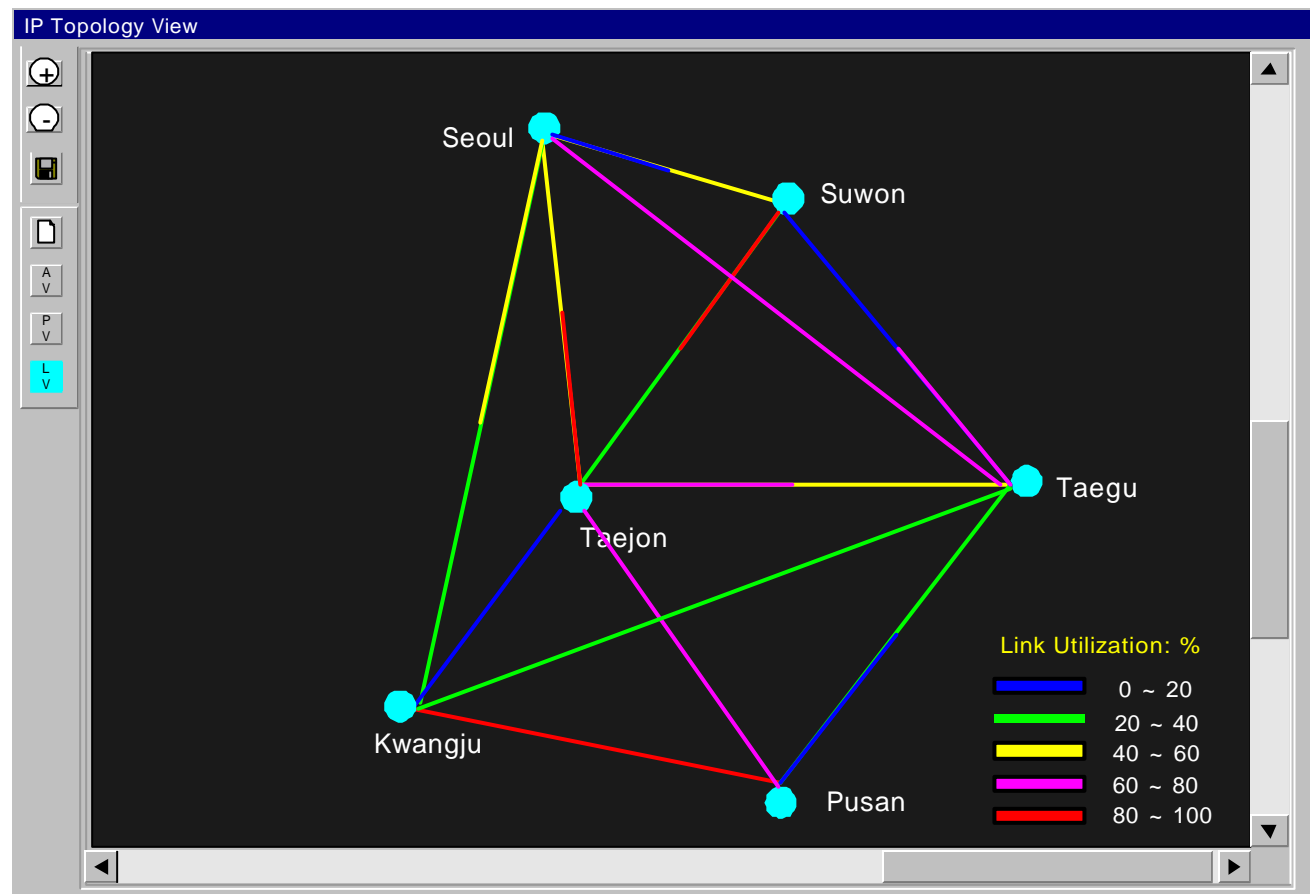 IP Topology View
+
-
A
V
P
V
L
V
Seoul
Suwon
Taegu
Taejon
Kwangju
Pusan
Link Utilization: %
0 ~ 20
20 ~ 40
40 ~ 60
60 ~ 80
80 ~ 100